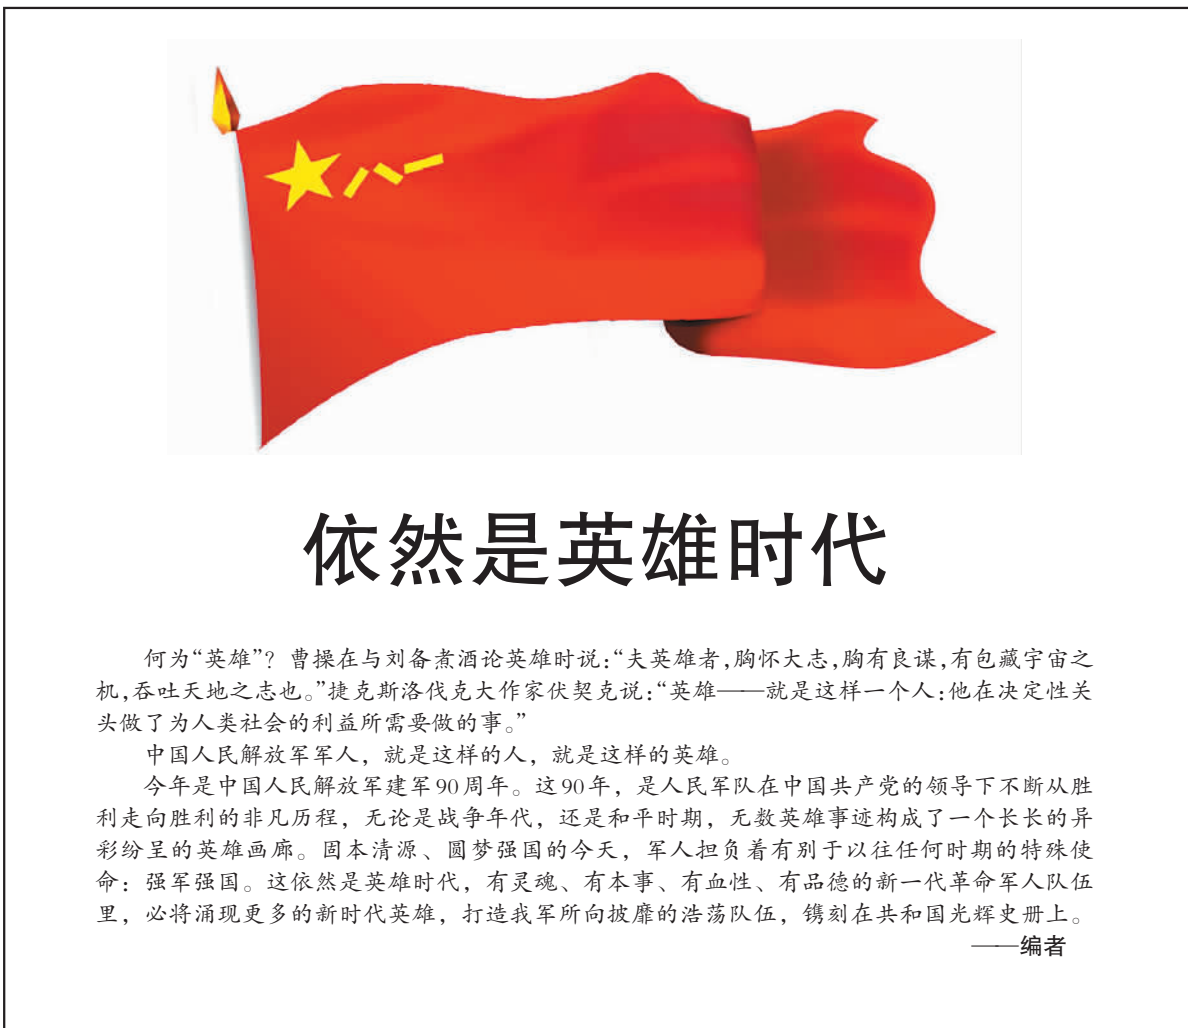 八一
依然是英雄时代
何为“英雄”？曹操在与刘备煮酒论英雄时说：“夫英雄者，胸怀大志，胸有良谋，有包藏宇宙之
机，吞吐天地之志也。”捷克斯洛伐克大作家伏契克说：“英雄——就是这样一个人：他在决定性关
头做了为人类社会的利益所需要做的事。”
中国人民解放军军人，就是这样的人，就是这样的英雄。
今年是中国人民解放军建军90周年。这90年，是人民军队在中国共产党的领导下不断从胜
利走向胜利的非凡历程，无论是战争年代，还是和平时期，无数英雄事迹构成了一个长长的异
彩纷呈的英雄画廊。固本清源、圆梦强国的今天，军人担负着有别于以往任何时期的特殊使
命：强军强国。这依然是英雄时代，有灵魂、有本事、有血性、有品德的新一代革命军人队伍
里，必将涌现更多的新时代英雄，打造我军所向披靡的浩荡队伍，镌刻在共和国光辉史册上。
——编者